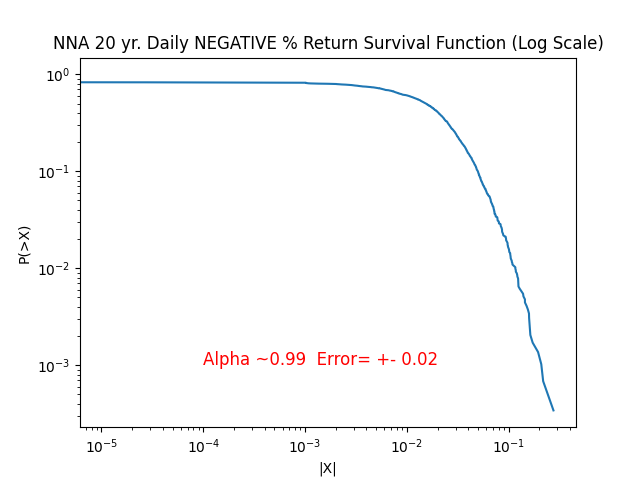 NNA 20 yr. Daily NEGATIVE % Return Survival Function (Log Scale)
10⁰
10⁻¹
10⁻²
10⁻³
P(>X)
Alpha ~0.99  Error= +- 0.02
10⁻⁵ 10⁻⁴ 10⁻³ 10⁻² 10⁻¹
|X|